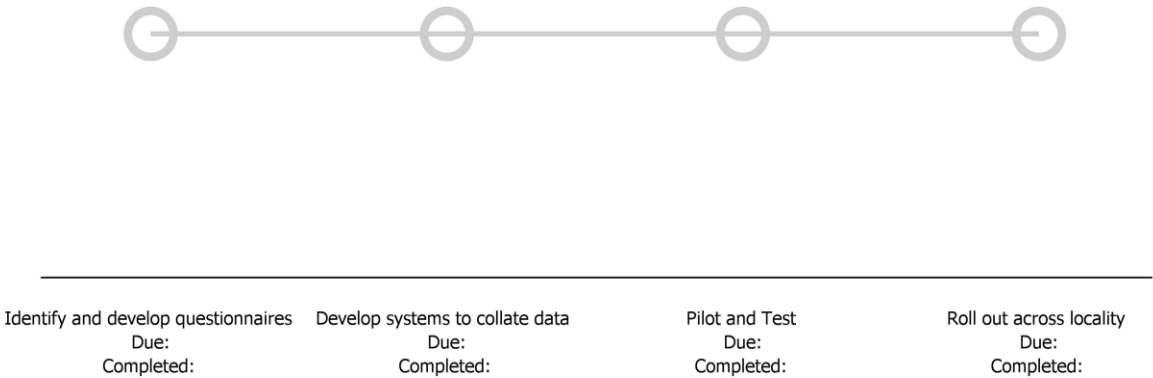 Identify and develop questionnaires
Due:
Completed:
Develop systems to collate data
Due:
Completed:
Pilot and Test
Due:
Completed:
Roll out across locality
Due:
Completed: